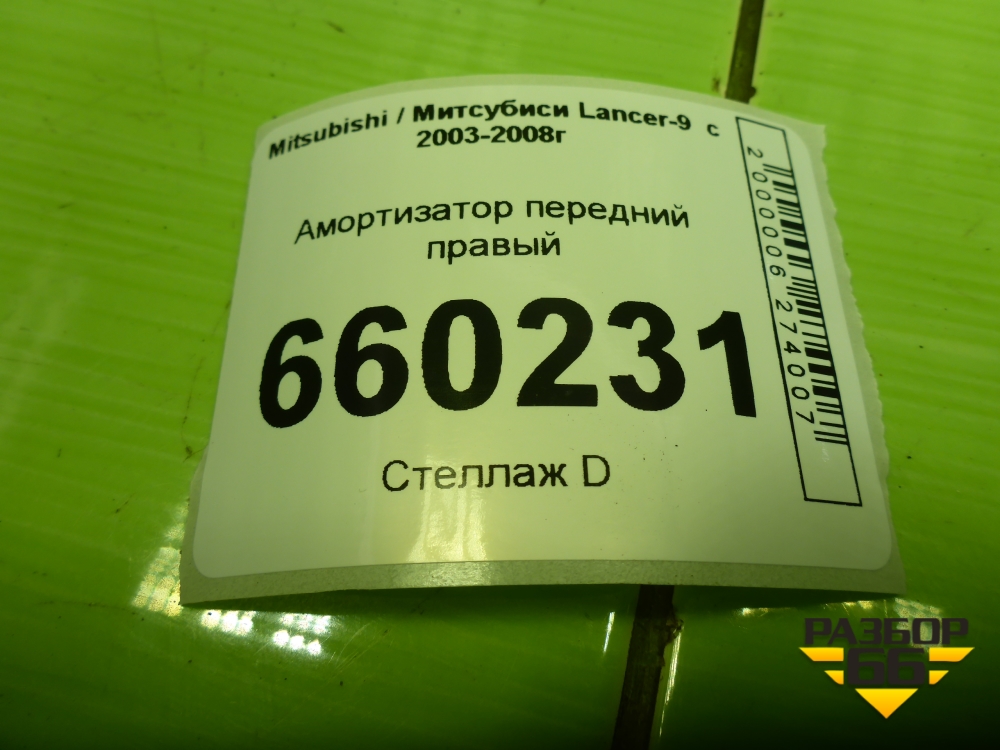 Mitsubishi / Митсубиси Lancer-9 с
2003-2008г
Амортизатор передний
правый
660231
Стеллаж D
2000006274007
РАЗБОР
66